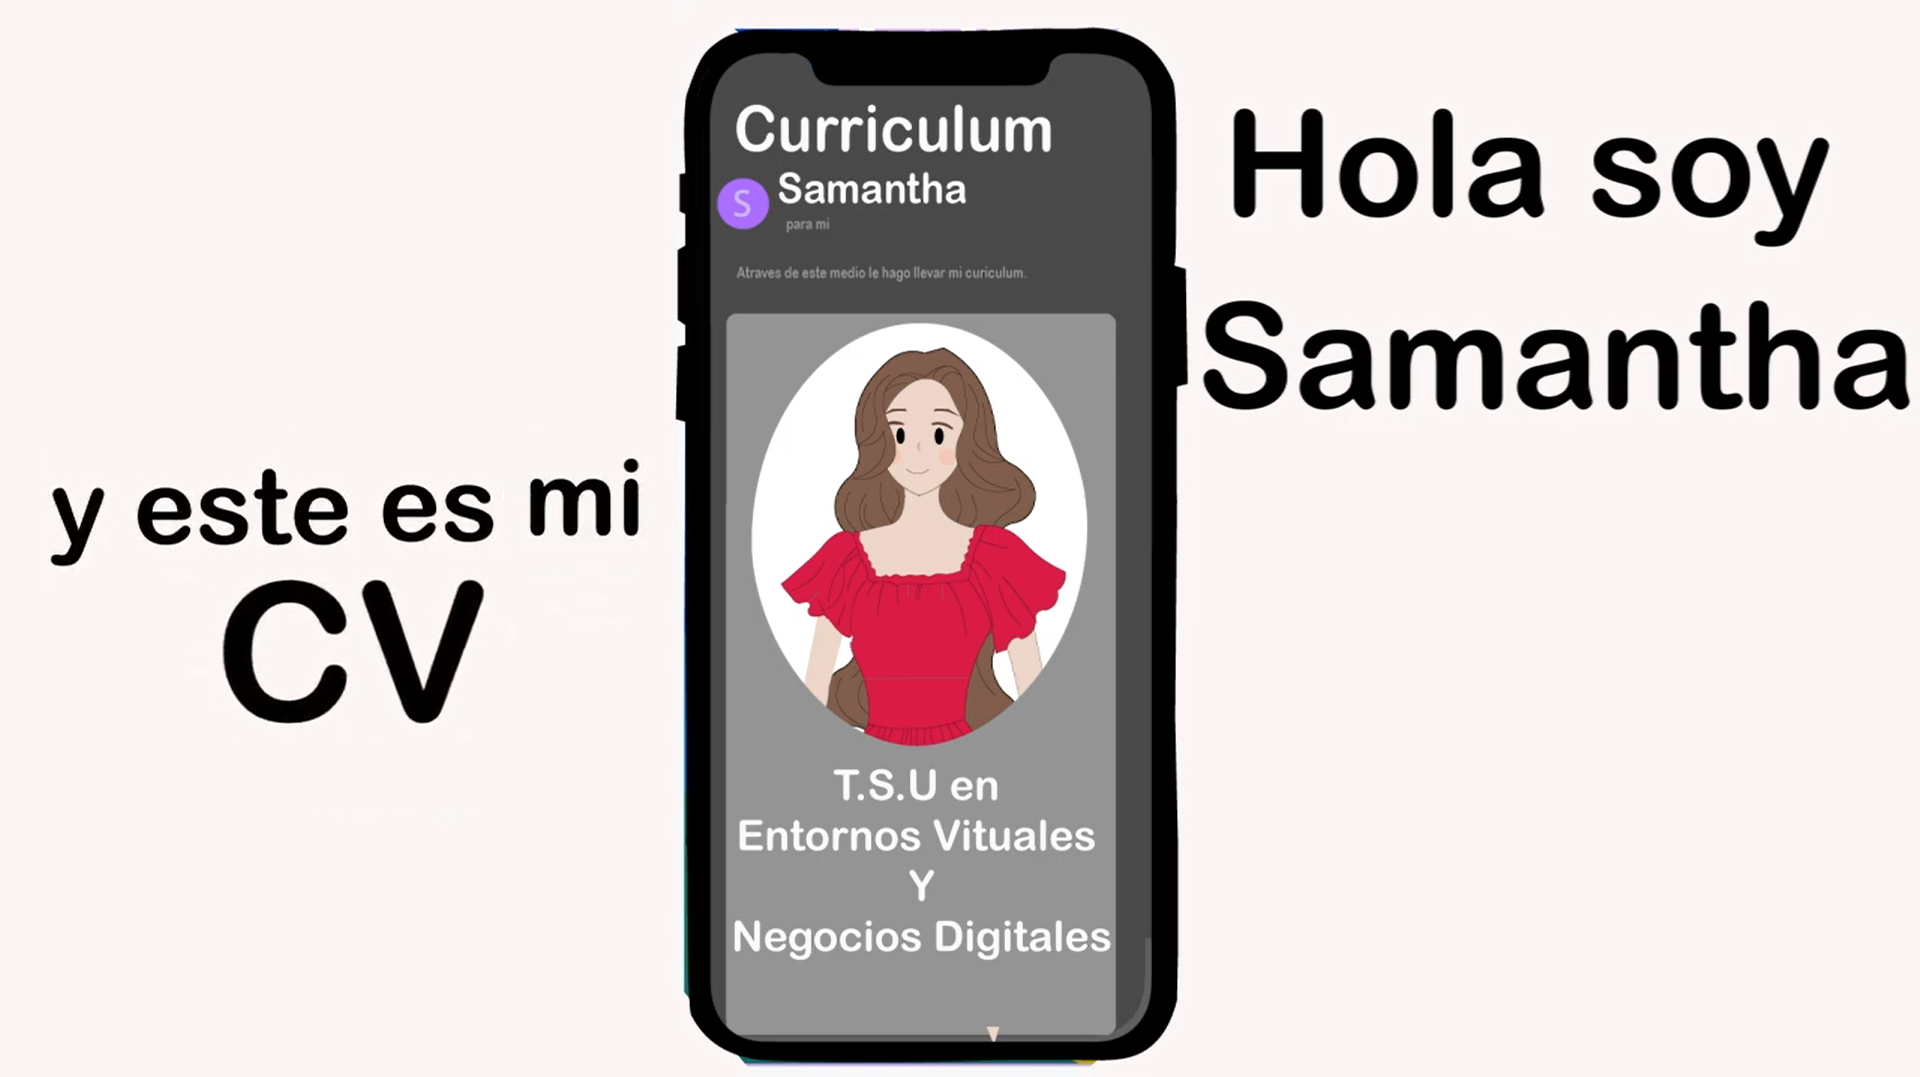 Hola soy
Samantha
y este es mi
CV
Curriculum
S
Samantha
para mi
Atraves de este medio le hago llevar mi curiculum.
T.S.U en
Entornos Vituales
Y
Negocios Digitales